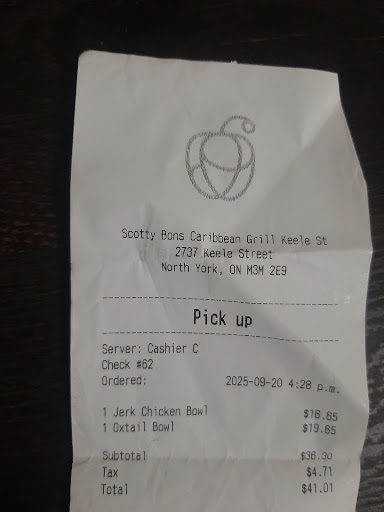 Scotty Bons Caribbean Grill Keele St
2737 Keele Street
North York, ON M3M 2E9
Pick up
Server: Cashier C
Check #62
Ordered: 2025-09-20 4:28 p.m.
1 Jerk Chicken Bowl $16.65
1 Oxtail Bowl $19.65
Subtotal $36.30
Tax $4.71
Total $41.01